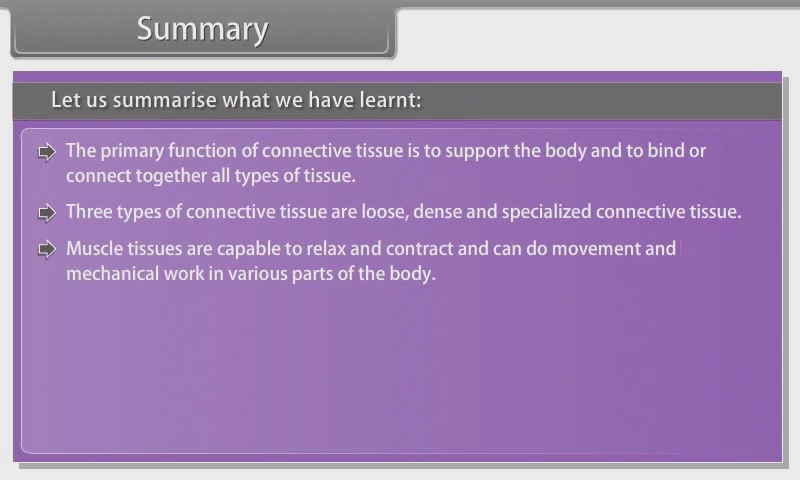 Summary
Let us summarise what we have learnt:
The primary function of connective tissue is to support the body and to bind or
connect together all types of tissue.
Three types of connective tissue are loose, dense and specialized connective tissue.
Muscle tissues are capable to relax and contract and can do movement and
mechanical work in various parts of the body.